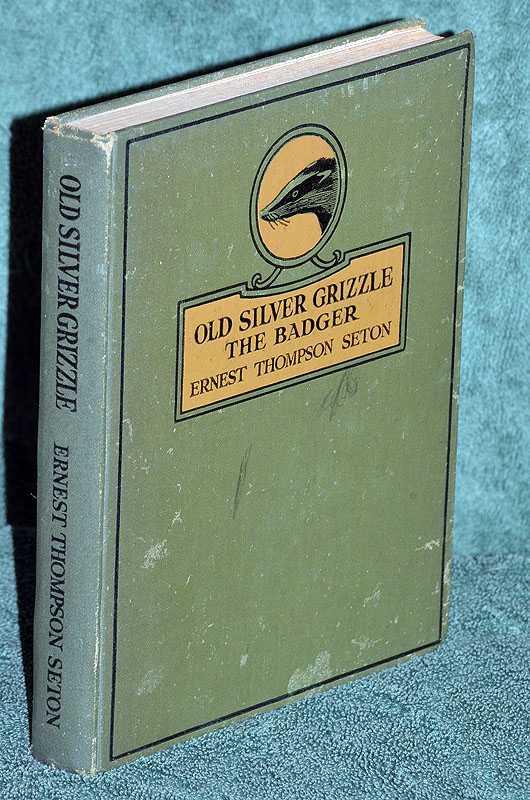 OLD SILVER GRIZZLE
THE BADGER
ERNEST THOMPSON SETON
OLD SILVER GRIZZLE
ERNEST THOMPSON SETON